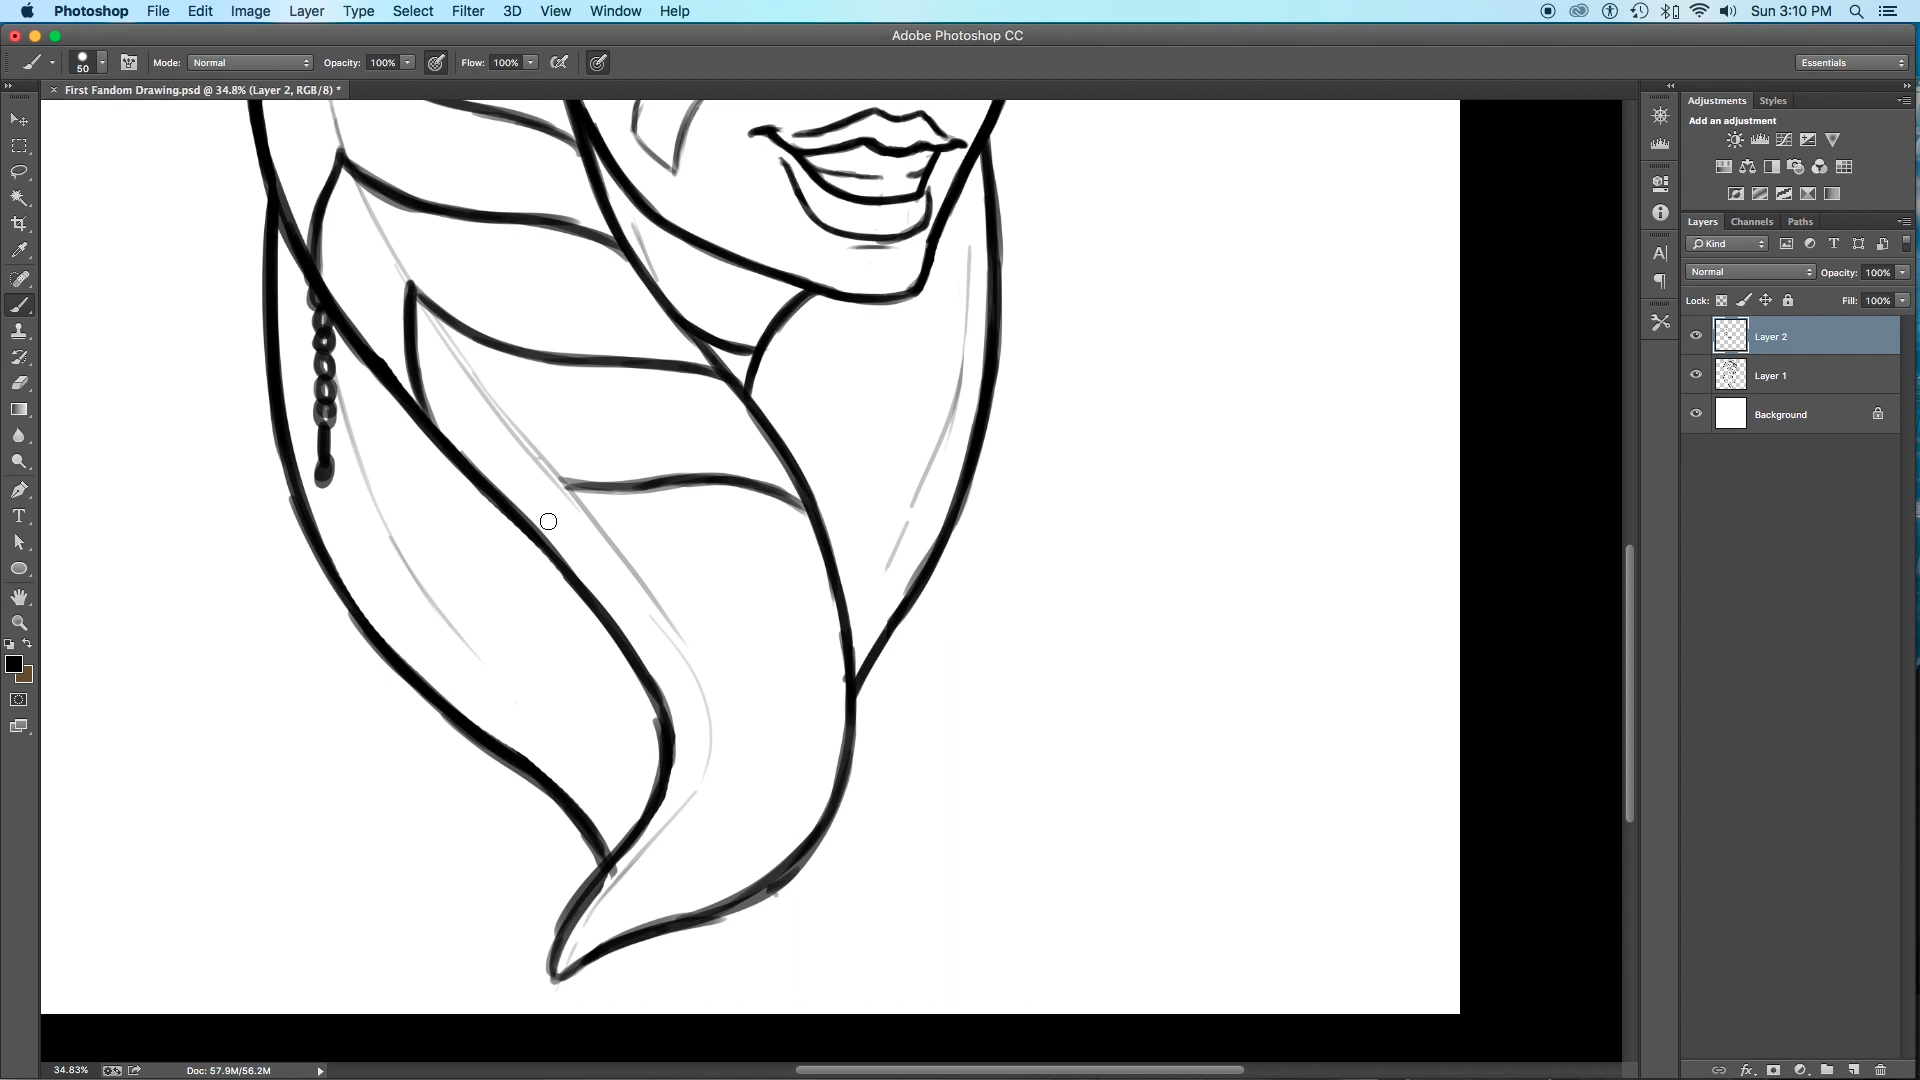 Photoshop File Edit Image Layer Type Select Filter 3D View Window Help Sun 3:10 PM
Adobe Photoshop CC
50 Mode: Normal Opacity: 100% Flow: 100% Essentials
× First Fandom Drawing.psd @ 34.8% (Layer 2, RGB/8) *
Adjustments Styles
Add an adjustment
Layers Channels Paths
Kind
Normal Opacity: 100%
Lock: Fill: 100%
Layer 2
Layer 1
Background
34.83% Doc: 57.9M/56.2M